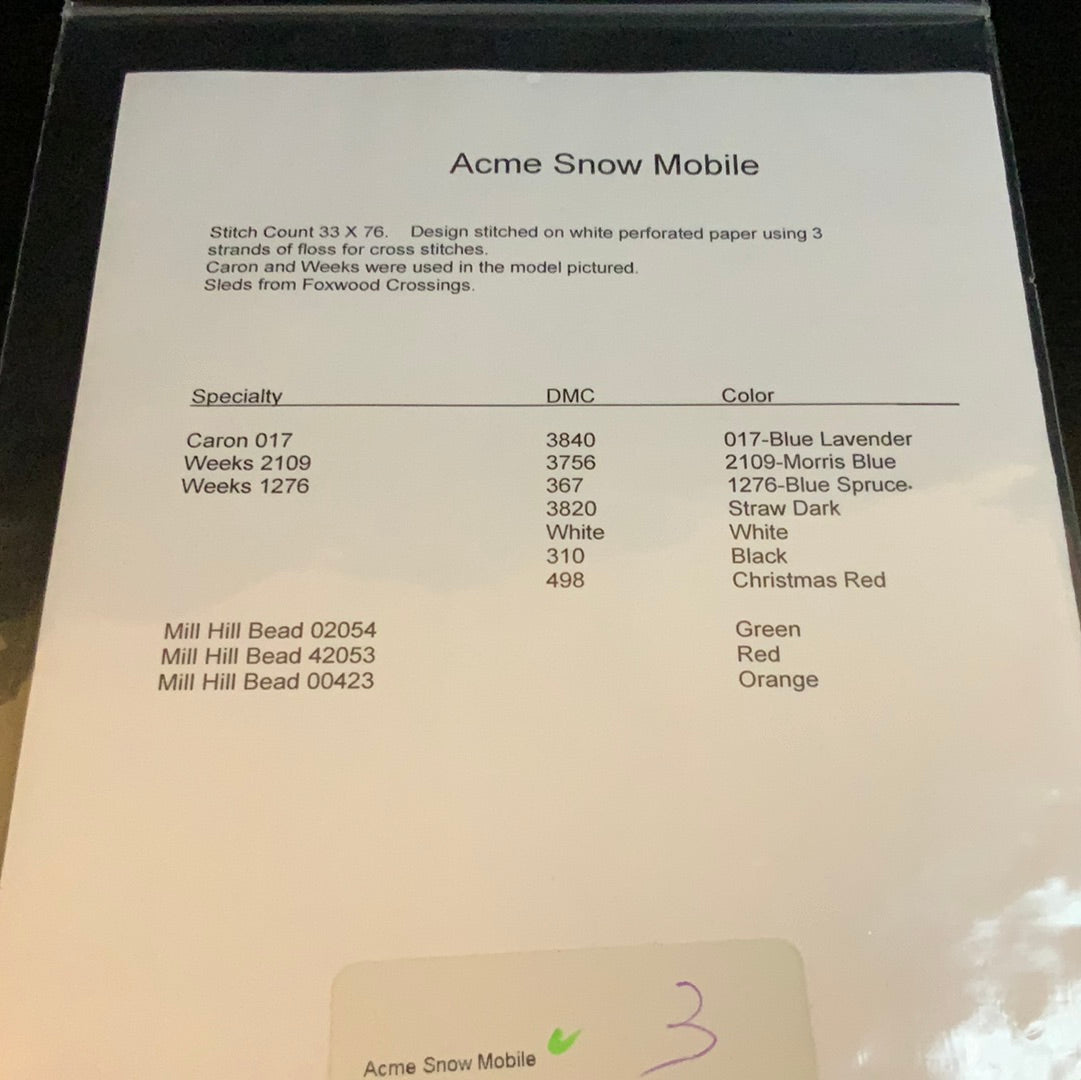 Acme Snow Mobile
Stitch Count 33 X 76. Design stitched on white perforated paper using 3
strands of floss for cross stitches.
Caron and Weeks were used in the model pictured.
Sleds from Foxwood Crossings.
Specialty DMC Color
Caron 017 3840 017-Blue Lavender
Weeks 2109 3756 2109-Morris Blue
Weeks 1276 367 1276-Blue Spruce
3820 Straw Dark
White White
310 Black
498 Christmas Red
Mill Hill Bead 02054 Green
Mill Hill Bead 42053 Red
Mill Hill Bead 00423 Orange
3
Acme Snow Mobile